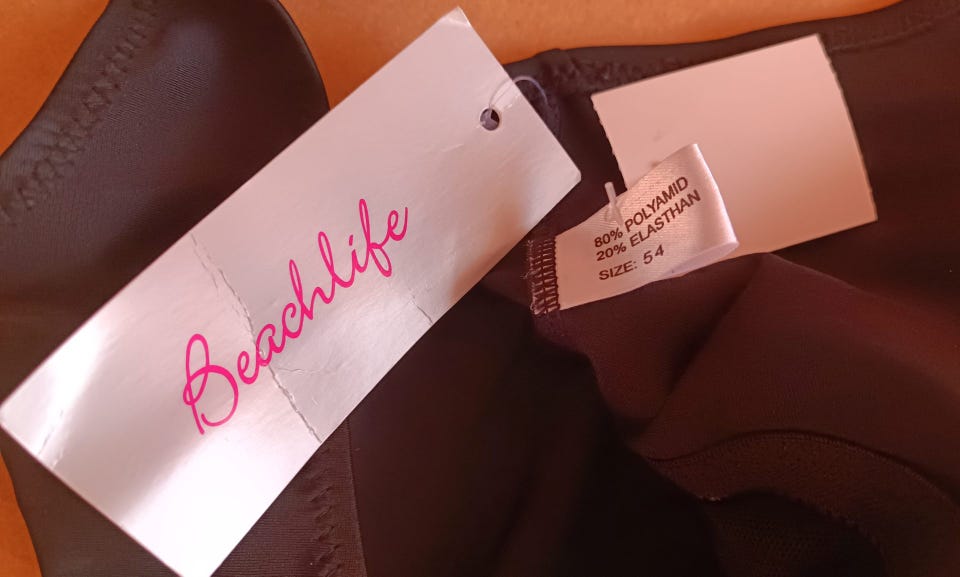 Beachlife
80% POLYAMID
20% ELASTHAN
SIZE: 54